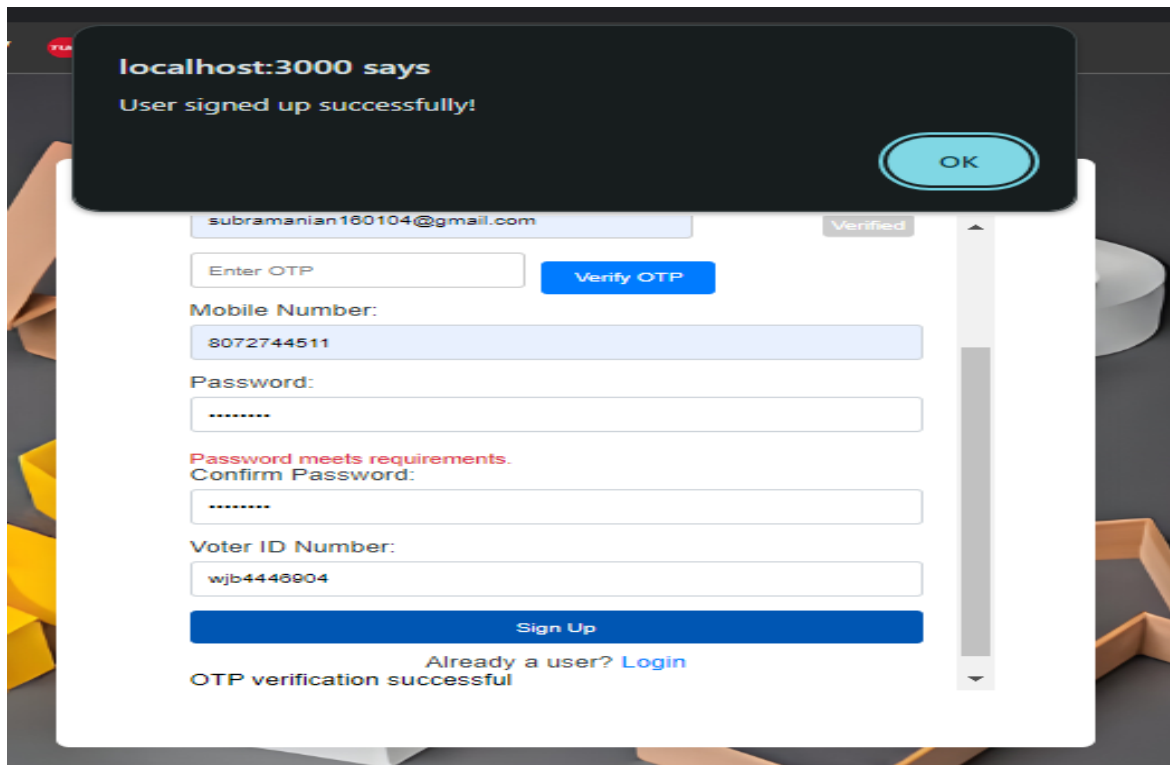 localhost:3000 says
User signed up successfully!
OK
subramanian160104@gmail.com
Verified
Enter OTP
Verify OTP
Mobile Number:
8072744511
Password:
Password meets requirements.
Confirm Password:
Voter ID Number:
wjb4446904
Sign Up
Already a user? Login
OTP verification successful